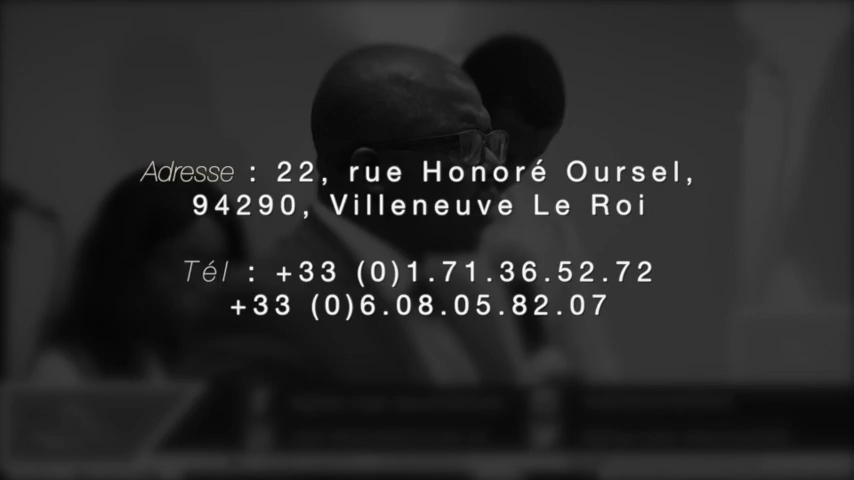 Adresse : 22, rue Honoré Oursel,
94290, Villeneuve Le Roi
Tél : +33 (0)1.71.36.52.72
+33 (0)6.08.05.82.07